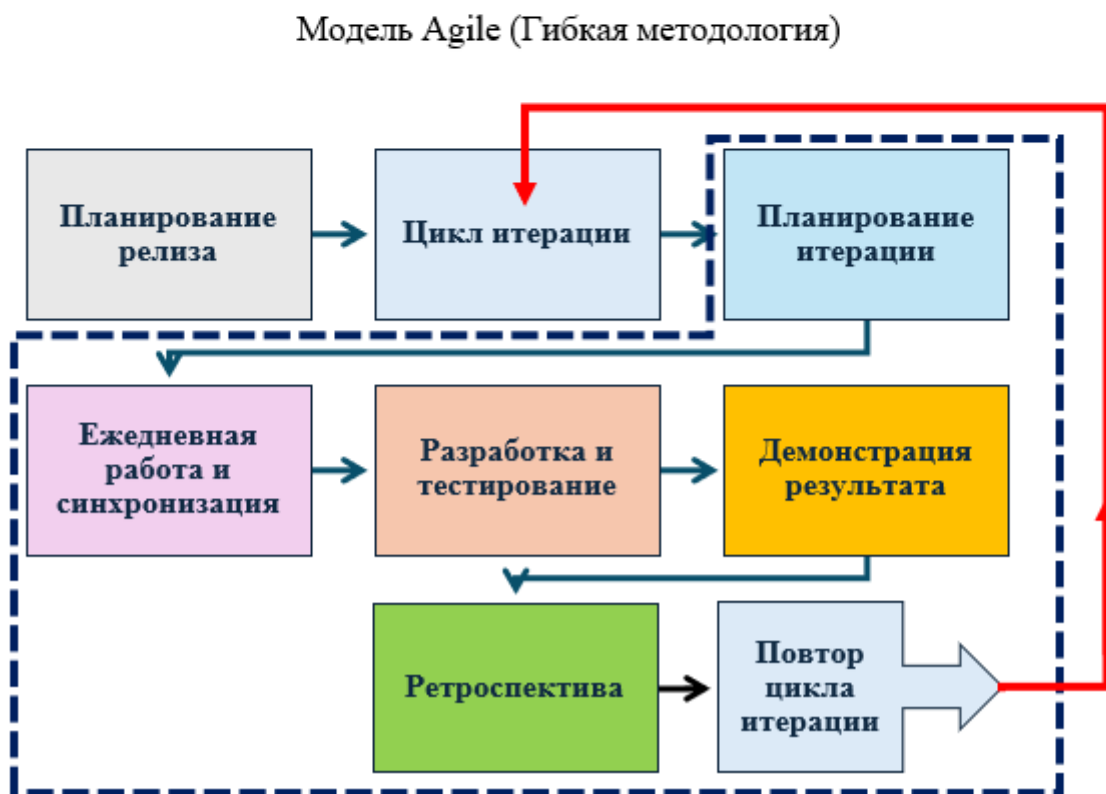 Модель Agile (Гибкая методология)
Планирование
релиза
Цикл итерации
Планирование
итерации
Ежедневная
работа и
синхронизация
Разработка и
тестирование
Демонстрация
результата
Ретроспектива
Повтор
цикла
итерации